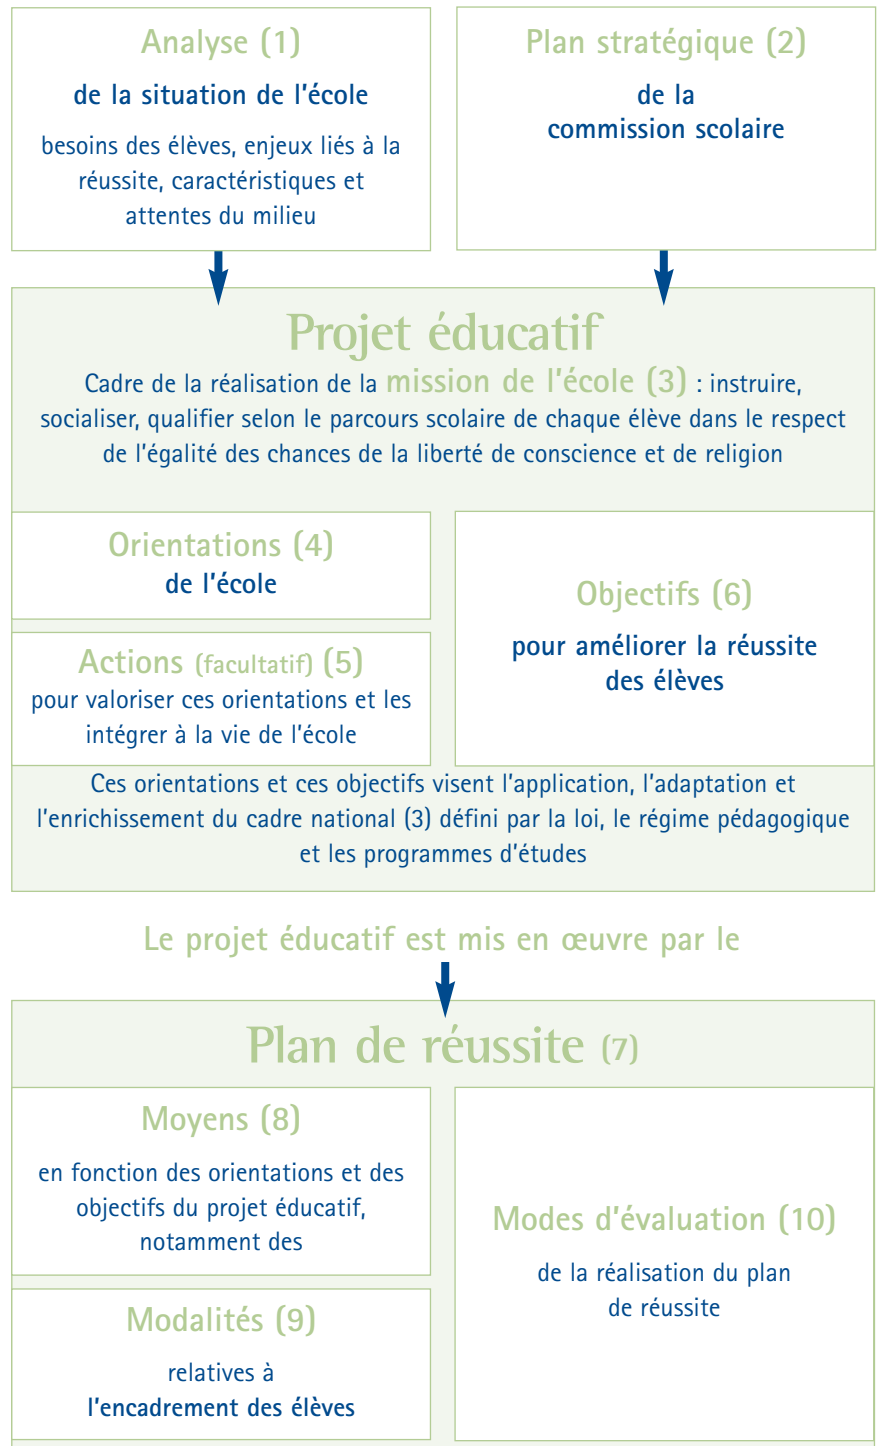 Analyse (1)
de la situation de l'école
besoins des élèves, enjeux liés à la
réussite, caractéristiques et
attentes du milieu
Plan stratégique (2)
de la
commission scolaire
Projet éducatif
Cadre de la réalisation de la mission de l'école (3) : instruire,
socialiser, qualifier selon le parcours scolaire de chaque élève dans le respect
de l'égalité des chances de la liberté de conscience et de religion
Orientations (4)
de l'école
Actions (facultatif) (5)
pour valoriser ces orientations et les
intégrer à la vie de l'école
Objectifs (6)
pour améliorer la réussite
des élèves
Ces orientations et ces objectifs visent l'application, l'adaptation et
l'enrichissement du cadre national (3) défini par la loi, le régime pédagogique
et les programmes d'études
Le projet éducatif est mis en œuvre par le
Plan de réussite (7)
Moyens (8)
en fonction des orientations et des
objectifs du projet éducatif,
notamment des
Modalités (9)
relatives à
l'encadrement des élèves
Modes d'évaluation (10)
de la réalisation du plan
de réussite